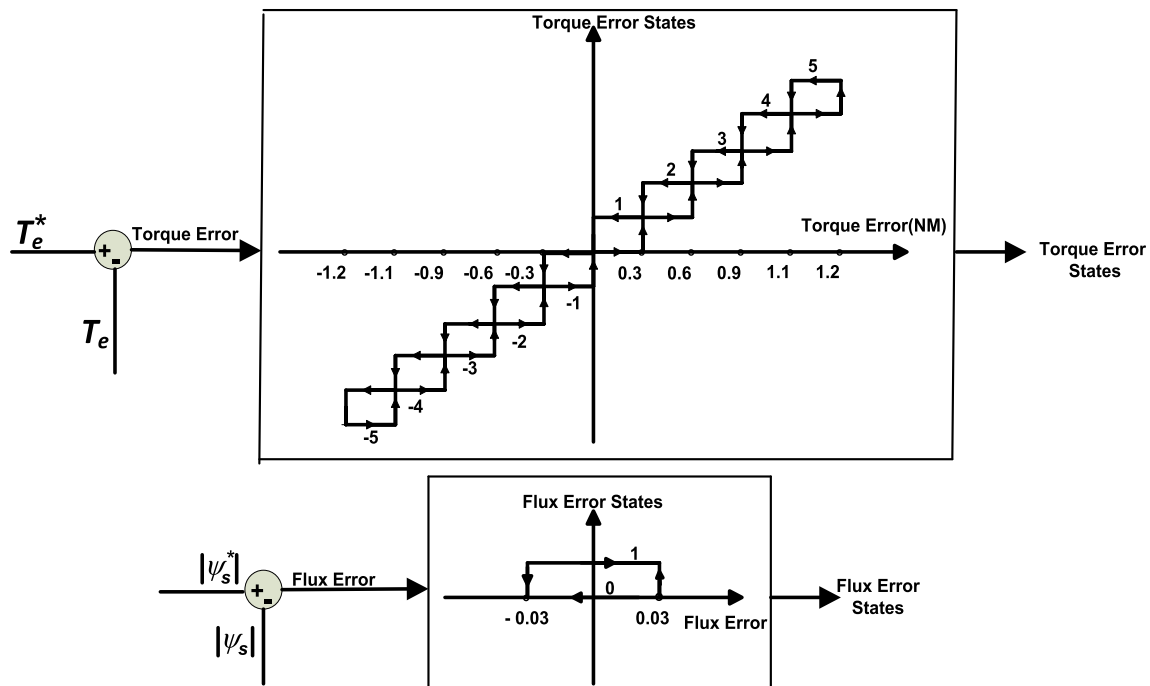 Torque Error States
5
4
3
2
1
T*e
+
-
Torque Error
Torque Error(NM)
Torque Error
States
-1.2 -1.1 -0.9 -0.6 -0.3 0.3 0.6 0.9 1.1 1.2
-1
Te
-2
-3
-4
-5
Flux Error States
|ψ*s|
+
-
Flux Error
1
0
Flux Error
States
- 0.03 0.03 Flux Error
|ψs|